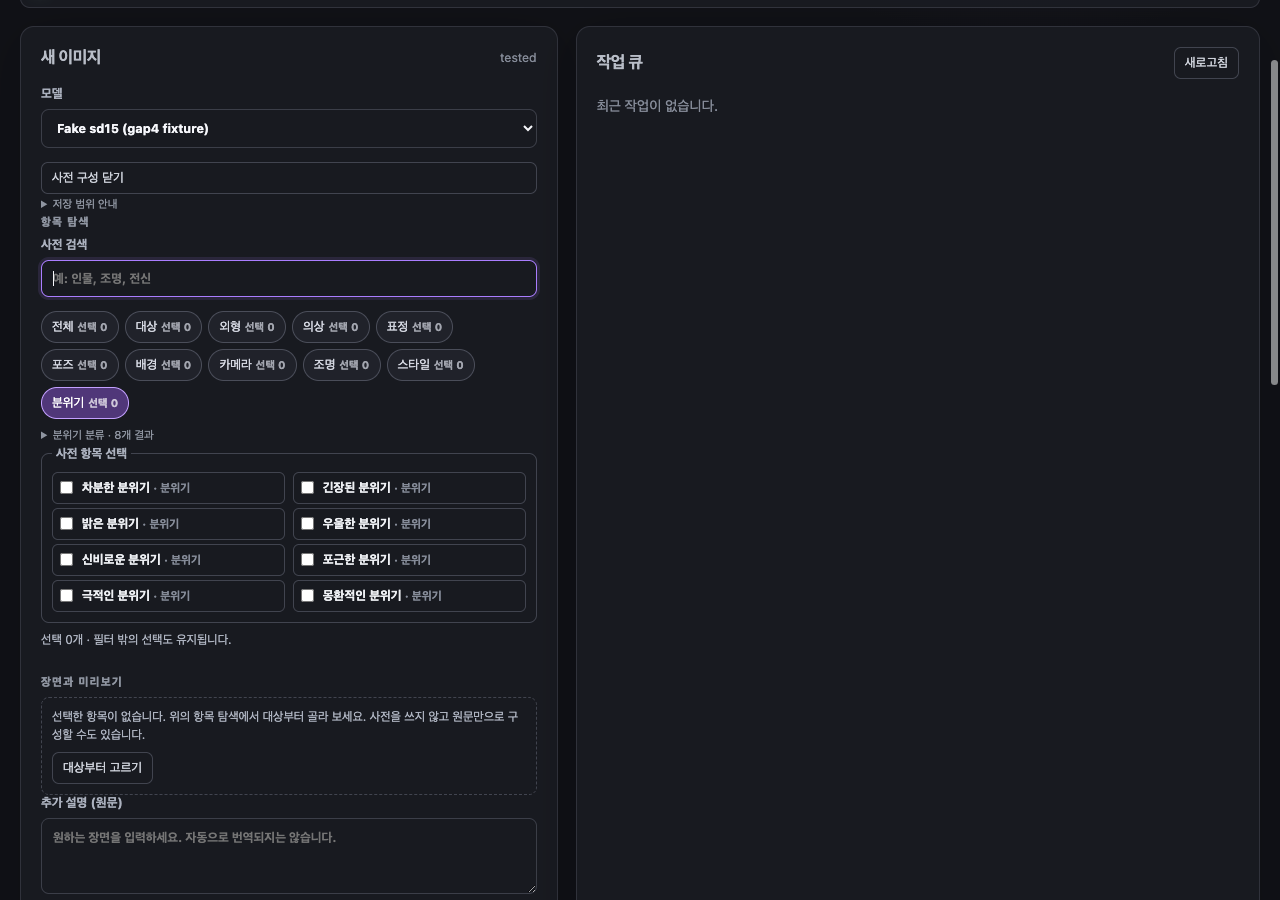 새 이미지
tested
모델
Fake sd15 (gap4 fixture)
사전 구성 닫기
▶ 저장 범위 안내
항목 탐색
사전 검색
예: 인물, 조명, 전신
전체 선택 0 대상 선택 0 외형 선택 0 의상 선택 0 표정 선택 0
포즈 선택 0 배경 선택 0 카메라 선택 0 조명 선택 0 스타일 선택 0
분위기 선택 0
▶ 분위기 분류 · 8개 결과
사전 항목 선택
차분한 분위기 · 분위기 긴장된 분위기 · 분위기
밝은 분위기 · 분위기 우울한 분위기 · 분위기
신비로운 분위기 · 분위기 포근한 분위기 · 분위기
극적인 분위기 · 분위기 몽환적인 분위기 · 분위기
선택 0개 · 필터 밖의 선택도 유지됩니다.
장면과 미리보기
선택한 항목이 없습니다. 위의 항목 탐색에서 대상부터 골라 보세요. 사전을 쓰지 않고 원문만으로 구
성할 수도 있습니다.
대상부터 고르기
추가 설명 (원문)
원하는 장면을 입력하세요. 자동으로 번역되지는 않습니다.
작업 큐
새로고침
최근 작업이 없습니다.